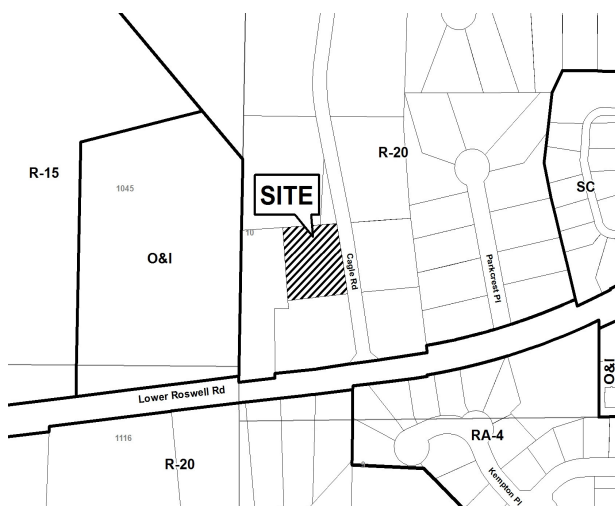 R-20
R-15
SC
1045
SITE
10
O&I
Cagle Rd
Parkcrest Pl
O&I
Lower Roswell Rd
1116
RA-4
R-20
Kempton Pl